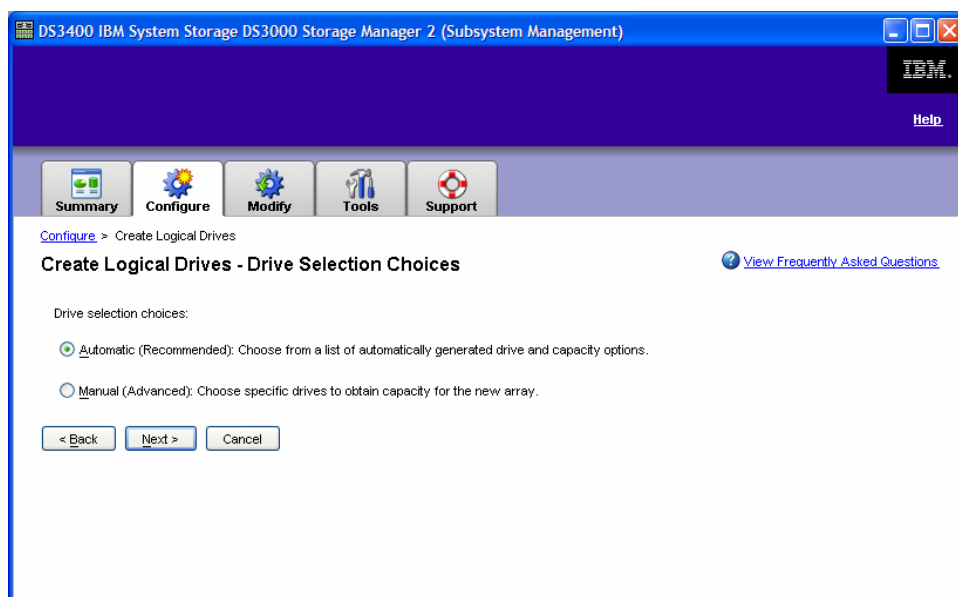 DS3400 IBM System Storage DS3000 Storage Manager 2 (Subsystem Management)
IBM.
Help
Summary
Configure
Modify
Tools
Support
Configure > Create Logical Drives
Create Logical Drives - Drive Selection Choices
View Frequently Asked Questions
Drive selection choices:
Automatic (Recommended): Choose from a list of automatically generated drive and capacity options.
Manual (Advanced): Choose specific drives to obtain capacity for the new array.
< Back
Next >
Cancel